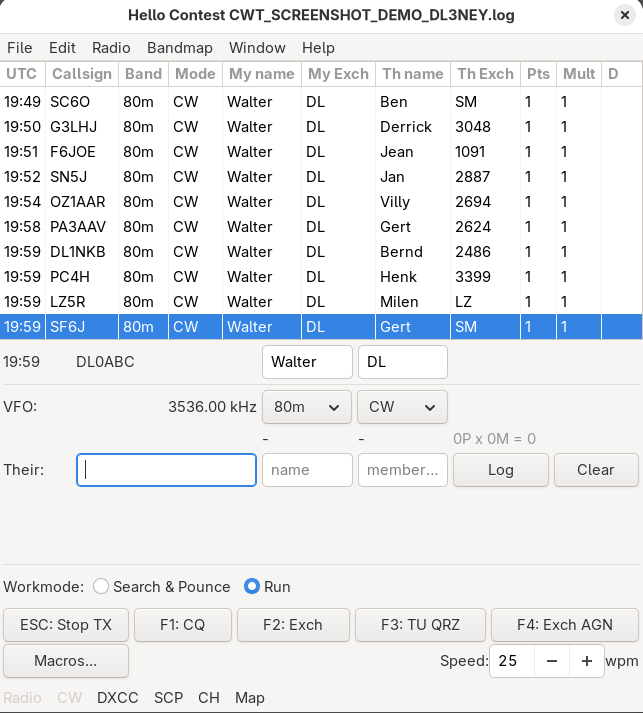 Hello Contest CWT_SCREENSHOT_DEMO_DL3NEY.log
File Edit Radio Bandmap Window Help
UTC Callsign Band Mode My name My Exch Th name Th Exch Pts Mult D
19:49 SC6O 80m CW Walter DL Ben SM 1 1
19:50 G3LHJ 80m CW Walter DL Derrick 3048 1 1
19:51 F6JOE 80m CW Walter DL Jean 1091 1 1
19:52 SN5J 80m CW Walter DL Jan 2887 1 1
19:54 OZ1AAR 80m CW Walter DL Villy 2694 1 1
19:58 PA3AAV 80m CW Walter DL Gert 2624 1 1
19:59 DL1NKB 80m CW Walter DL Bernd 2486 1 1
19:59 PC4H 80m CW Walter DL Henk 3399 1 1
19:59 LZ5R 80m CW Walter DL Milen LZ 1 1
19:59 SF6J 80m CW Walter DL Gert SM 1 1
19:59 DL0ABC Walter DL
VFO: 3536.00 kHz 80m CW
- - 0P x 0M = 0
Their: name member... Log Clear
Workmode: Search & Pounce Run
ESC: Stop TX F1: CQ F2: Exch F3: TU QRZ F4: Exch AGN
Macros... Speed: 25 − + wpm
Radio CW DXCC SCP CH Map